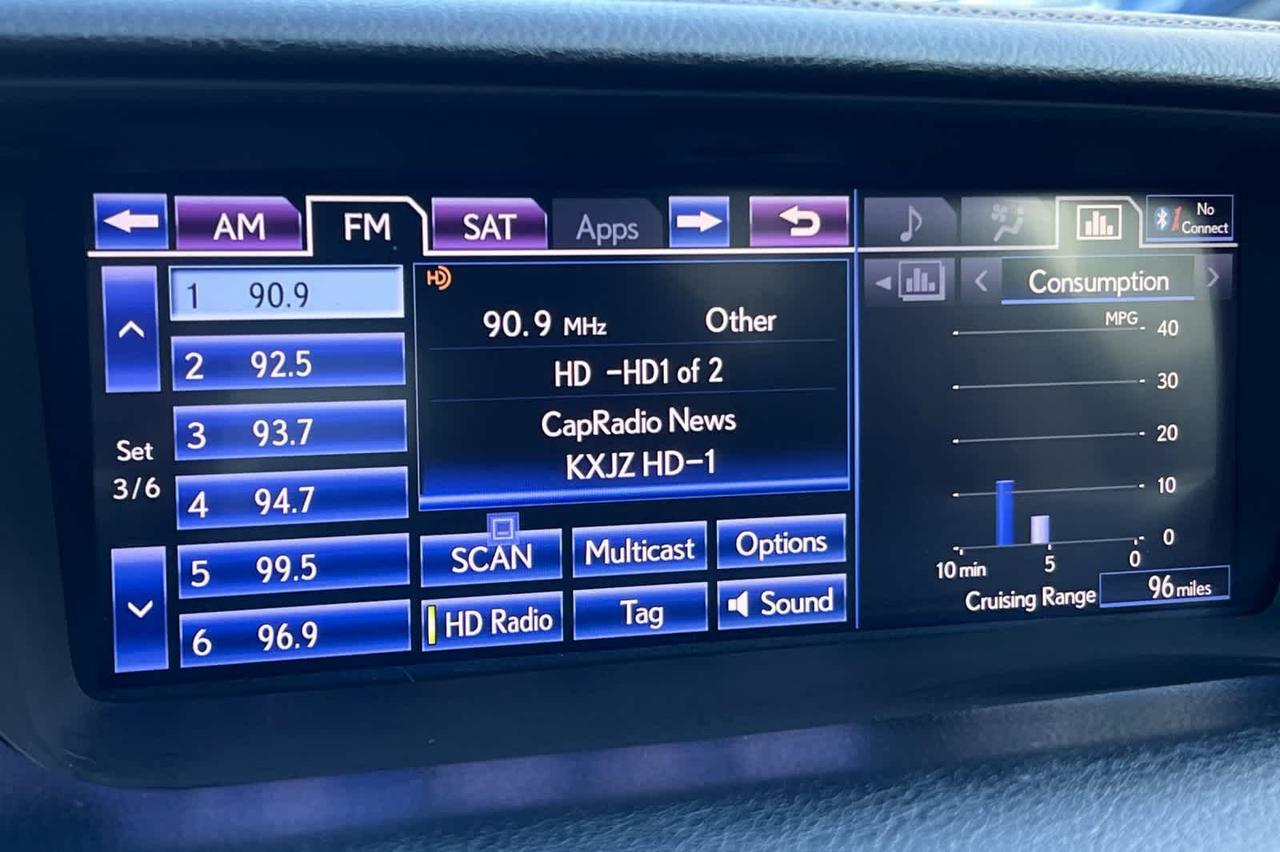 AM FM SAT Apps
No
Connect
Set
3/6
1 90.9
2 92.5
3 93.7
4 94.7
5 99.5
6 96.9
HD
90.9 MHz Other
HD -HD1 of 2
CapRadio News
KXJZ HD-1
SCAN Multicast Options
HD Radio Tag Sound
Consumption
MPG 40
30
20
10
0
10 min 5 0
Cruising Range 96 miles